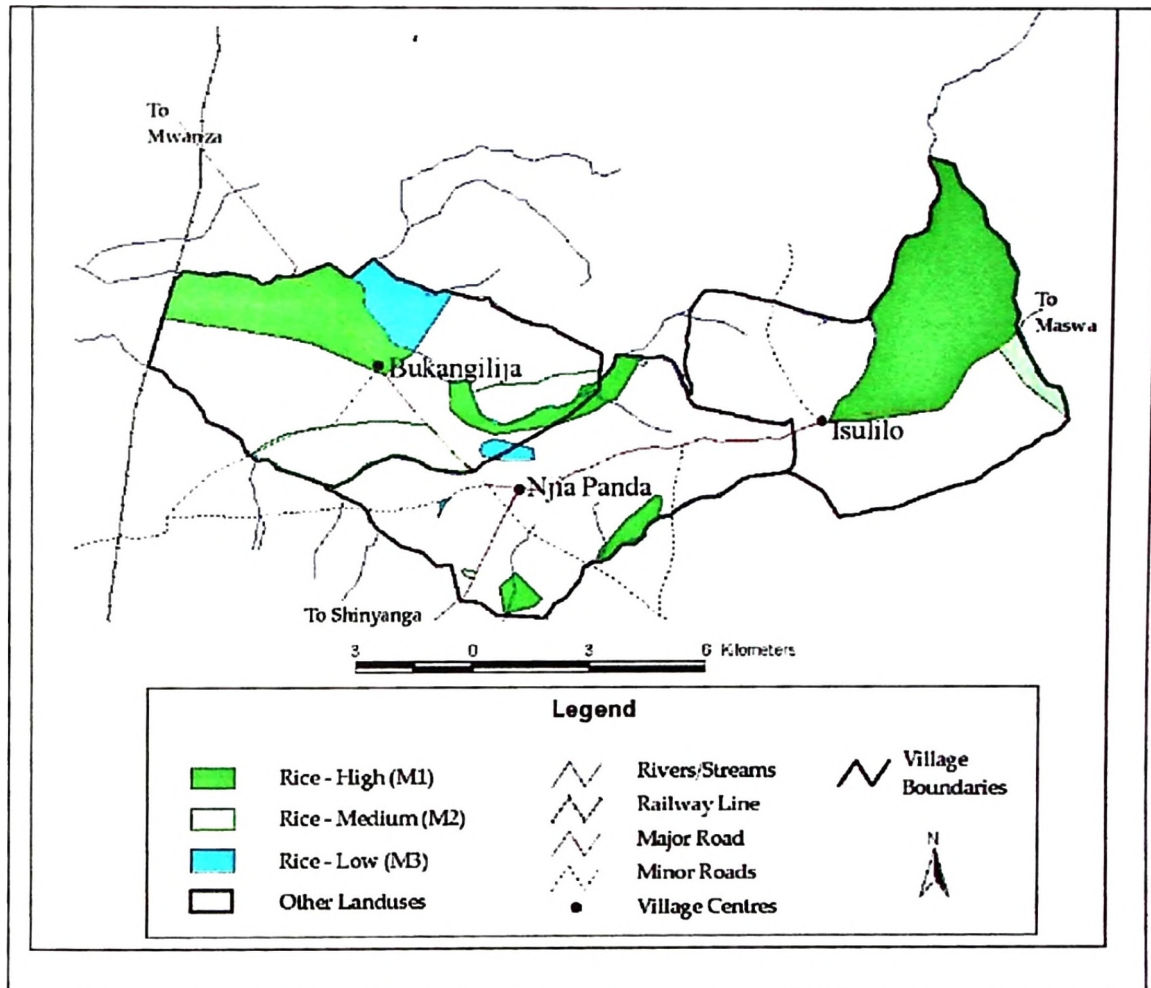 To
Mwanza
To
Maswa
Bukangilija
Isulilo
Njia Panda
To Shinyanga
3 0 3 6 Kilometers
Legend
Rice - High (M1)
Rice - Medium (M2)
Rice - Low (M3)
Other Landuses
Rivers/Streams
Railway Line
Major Road
Minor Roads
Village Centres
Village
Boundaries
N